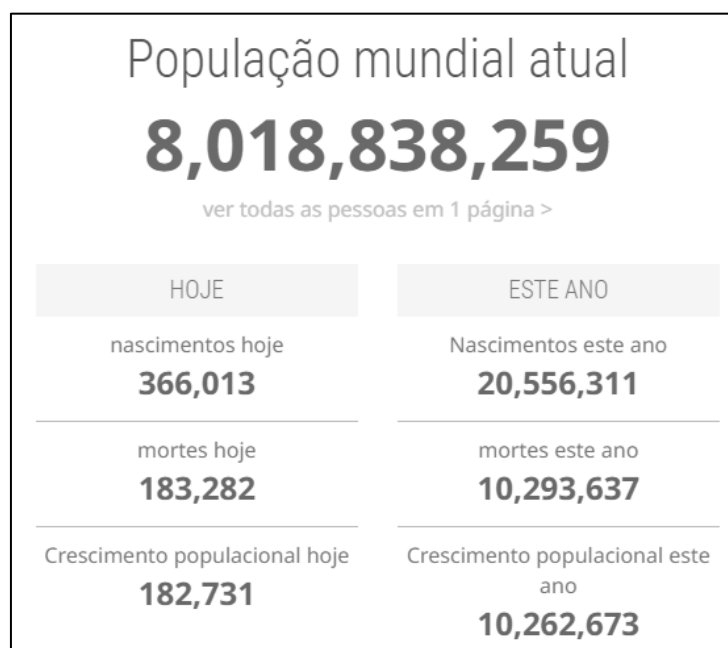 População mundial atual
8,018,838,259
ver todas as pessoas em 1 página >
HOJE
nascimentos hoje
366,013
mortes hoje
183,282
Crescimento populacional hoje
182,731
ESTE ANO
Nascimentos este ano
20,556,311
mortes este ano
10,293,637
Crescimento populacional este
ano
10,262,673